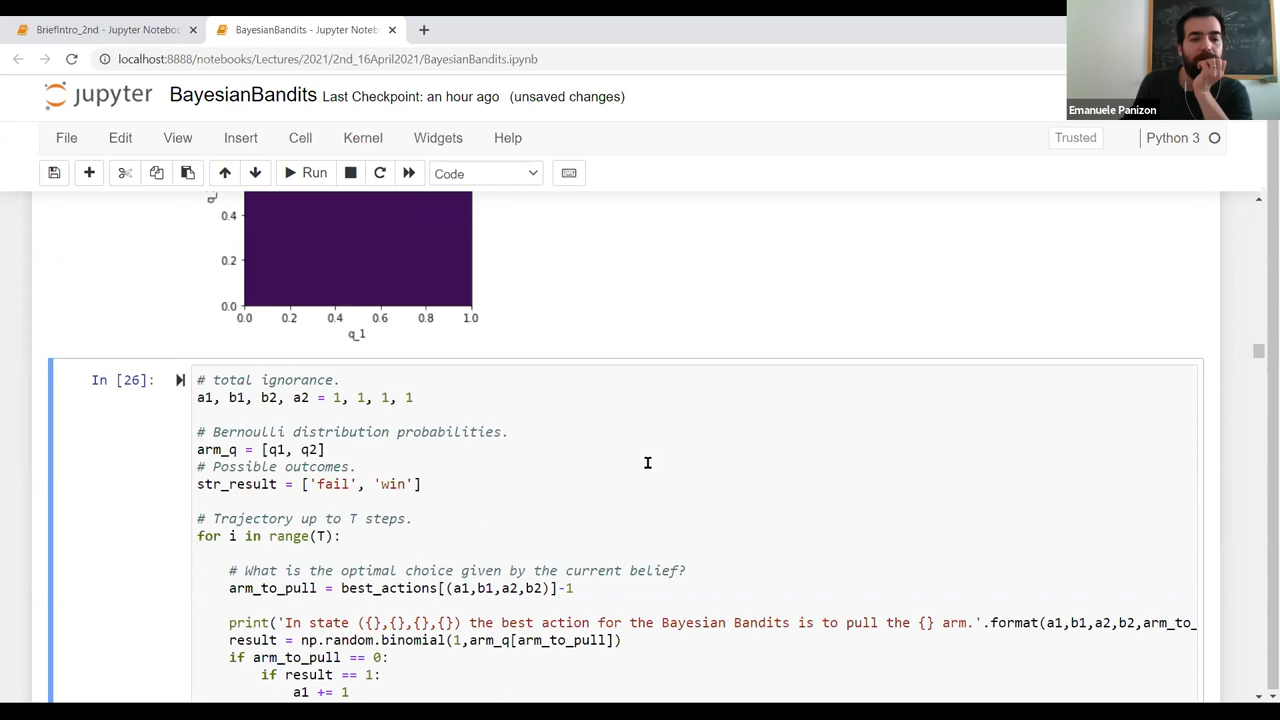 BriefIntro_2nd - Jupyter Notebo
BayesianBandits - Jupyter Noteb
localhost:8888/notebooks/Lectures/2021/2nd_16April2021/BayesianBandits.ipynb
Emanuele Panizon
jupyter BayesianBandits Last Checkpoint: an hour ago (unsaved changes)
File Edit View Insert Cell Kernel Widgets Help Trusted Python 3
Run Code
0.4
0.2
0.0
0.0 0.2 0.4 0.6 0.8 1.0
q_1
In [26]:
# total ignorance.
a1, b1, b2, a2 = 1, 1, 1, 1
# Bernoulli distribution probabilities.
arm_q = [q1, q2]
# Possible outcomes.
str_result = ['fail', 'win']
# Trajectory up to T steps.
for i in range(T):
# What is the optimal choice given by the current belief?
arm_to_pull = best_actions[(a1,b1,a2,b2)]-1
print('In state ({},{},{},{}) the best action for the Bayesian Bandits is to pull the {} arm.'.format(a1,b1,a2,b2,arm_to_
result = np.random.binomial(1,arm_q[arm_to_pull])
if arm_to_pull == 0:
if result == 1:
a1 += 1